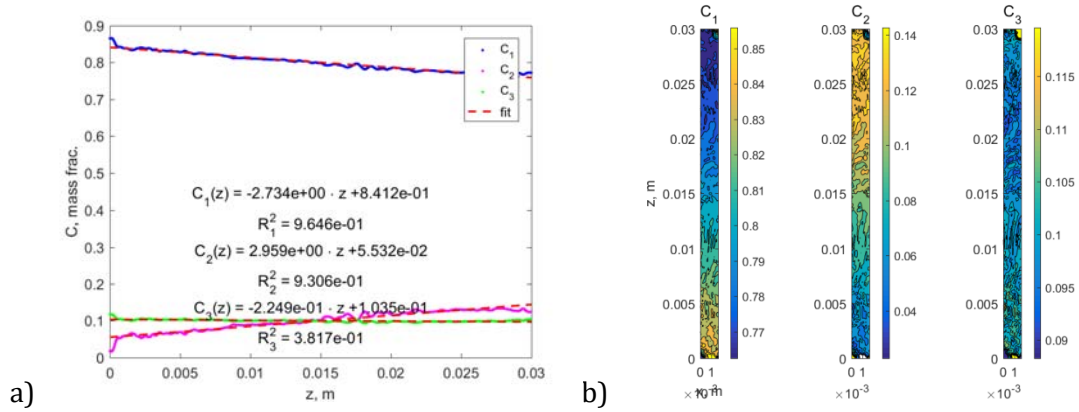 0.9
0.8
0.7
0.6
0.5
0.4
0.3
0.2
0.1
0
C, mass frac.
C1
C2
C3
fit
C1(z) = -2.734e+00 · z +8.412e-01
R1^2 = 9.646e-01
C2(z) = 2.959e+00 · z +5.532e-02
R2^2 = 9.306e-01
C3(z) = -2.249e-01 · z +1.035e-01
R3^2 = 3.817e-01
0 0.005 0.01 0.015 0.02 0.025 0.03
z, m
a)
C1
0.03
0.025
0.02
0.015
0.01
0.005
0
z, m
0 1
×10^-3
x, m
0.85
0.84
0.83
0.82
0.81
0.8
0.79
0.78
0.77
C2
0.03
0.025
0.02
0.015
0.01
0.005
0
0 1
×10^-3
0.14
0.12
0.1
0.08
0.06
0.04
C3
0.03
0.025
0.02
0.015
0.01
0.005
0
0 1
×10^-3
0.115
0.11
0.105
0.1
0.095
0.09
b)